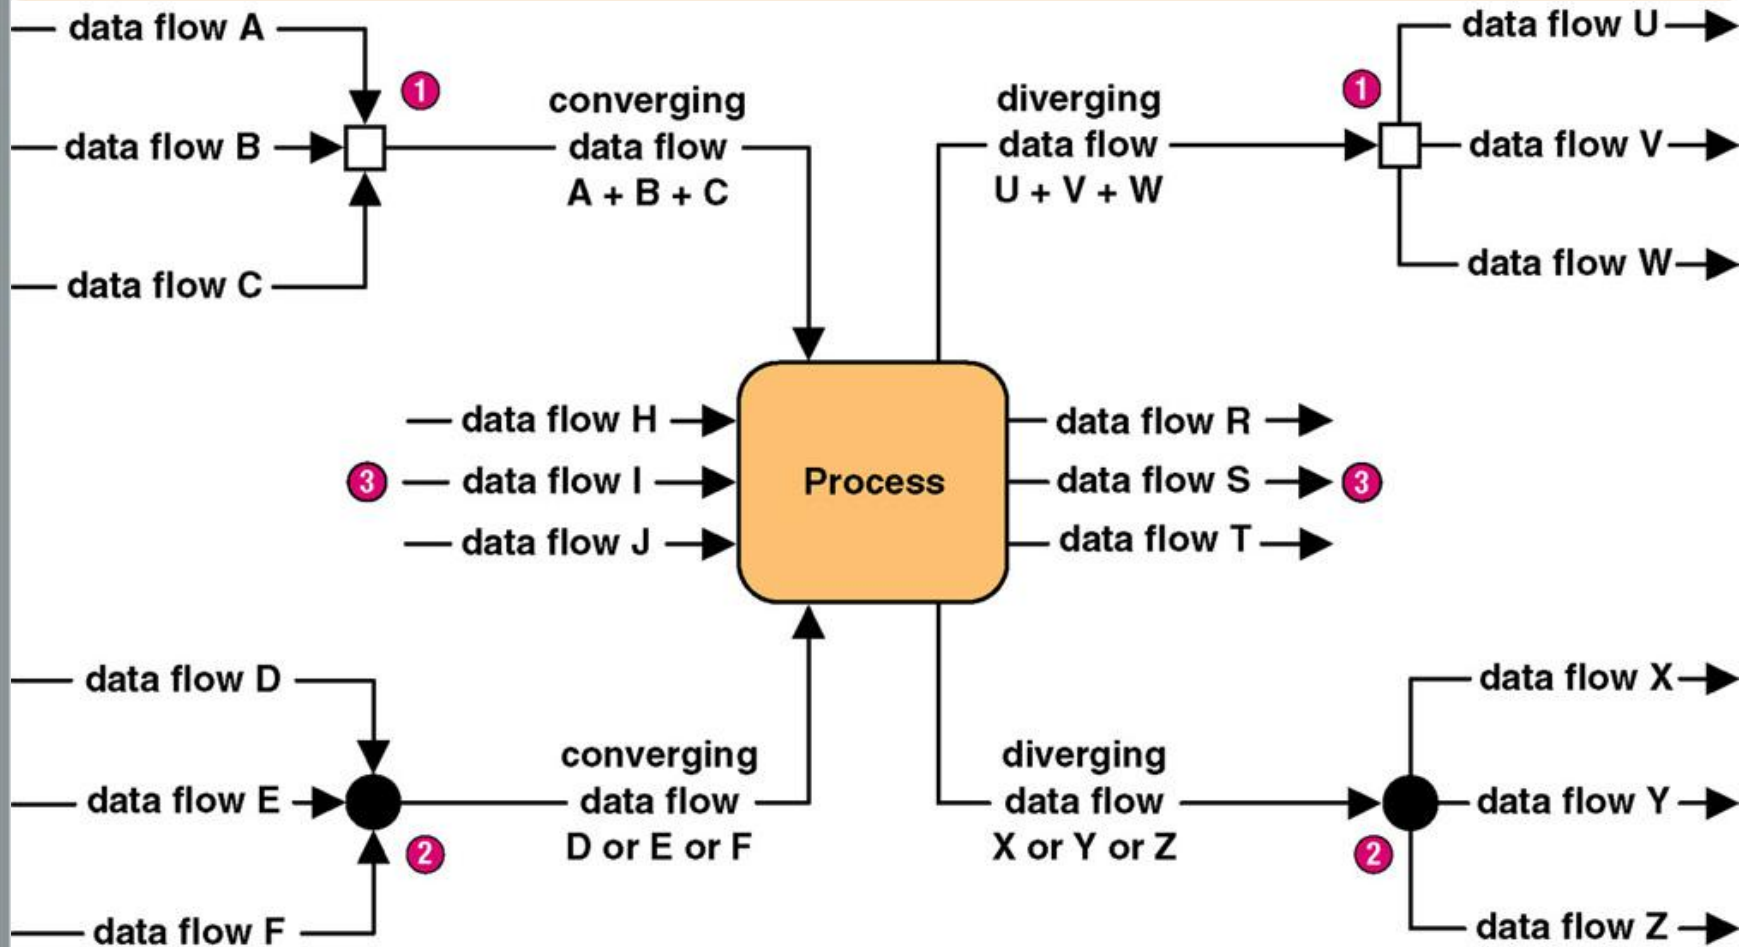 data flow A
1
data flow B
data flow C
converging
data flow
A + B + C
diverging
data flow
U + V + W
1
data flow U
data flow V
data flow W
data flow H
3
data flow I
data flow J
Process
data flow R
data flow S
3
data flow T
data flow D
data flow E
2
data flow F
converging
data flow
D or E or F
diverging
data flow
X or Y or Z
2
data flow X
data flow Y
data flow Z